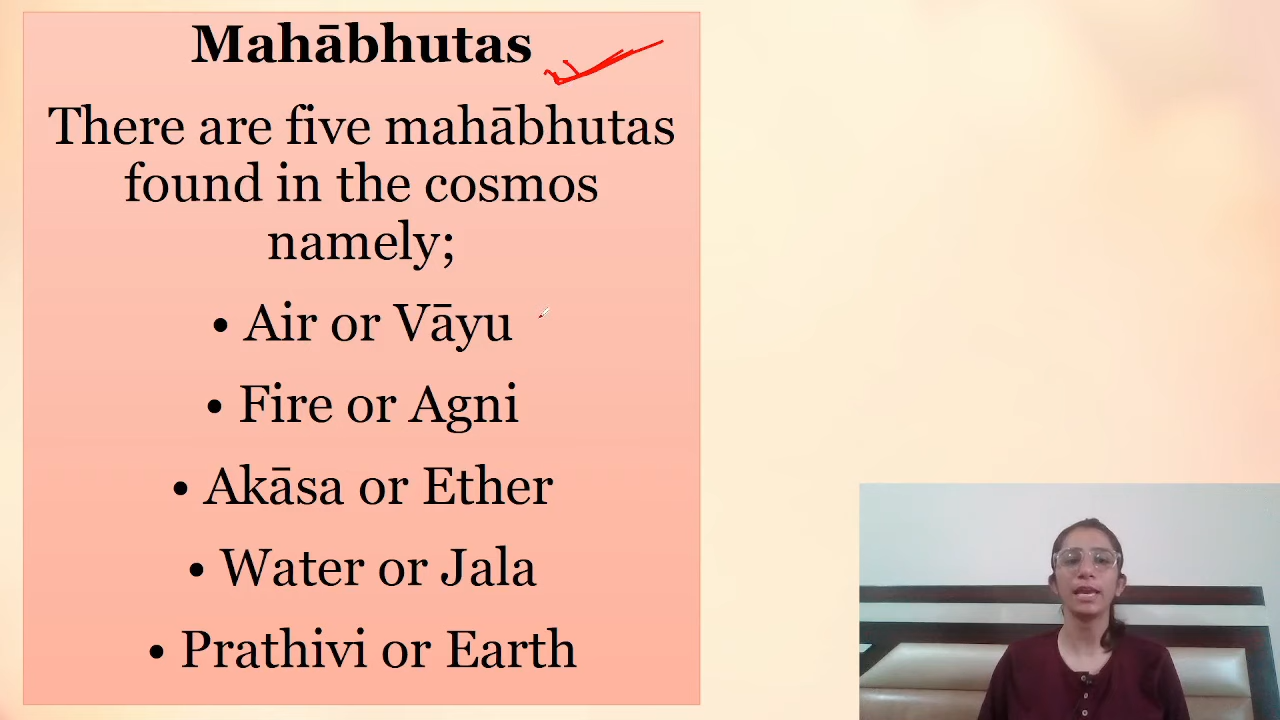 Mahābhutas
There are five mahābhutas
found in the cosmos
namely;
• Air or Vāyu
• Fire or Agni
• Akāsa or Ether
• Water or Jala
• Prathivi or Earth